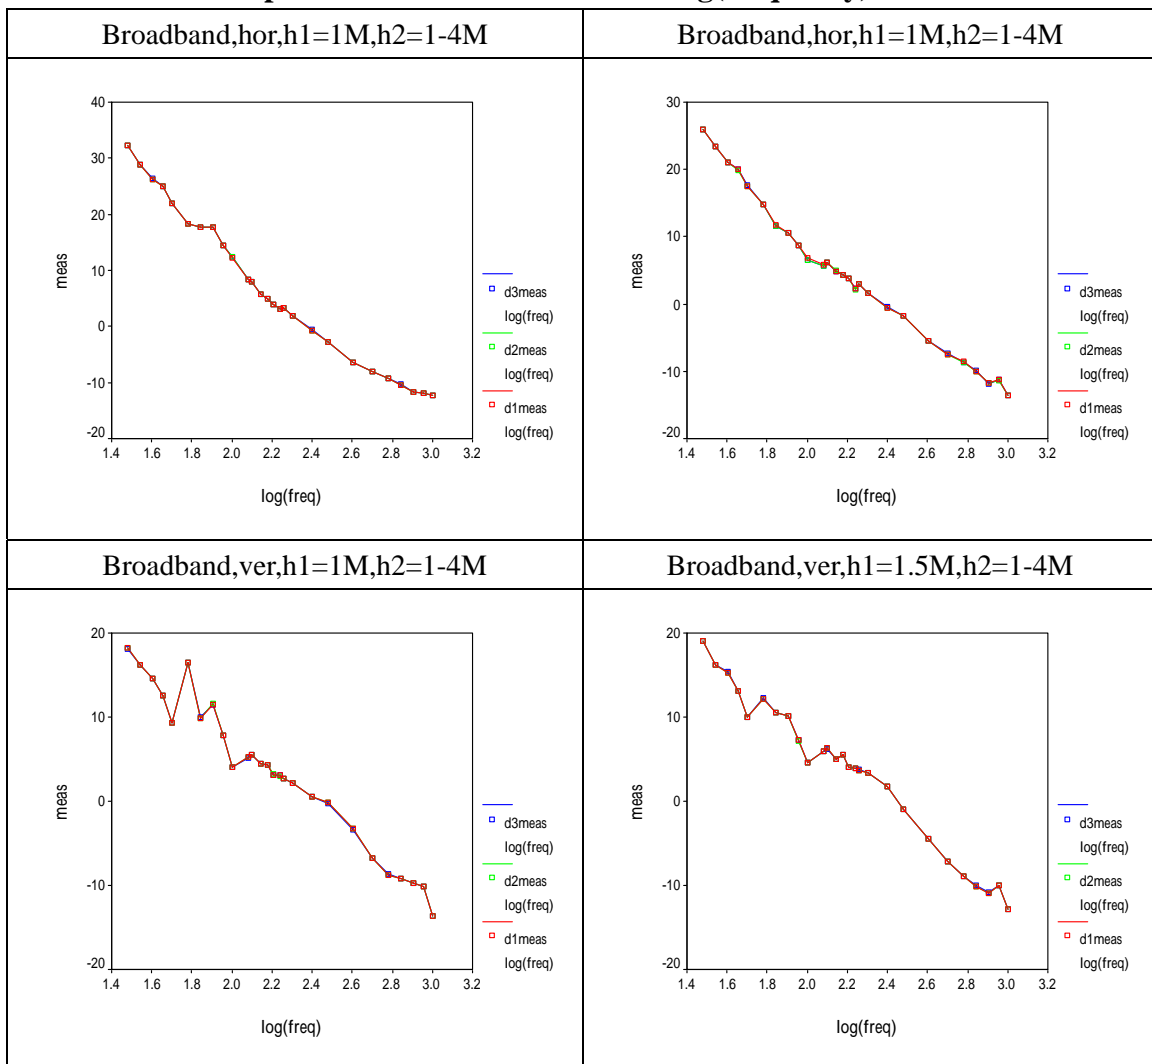 Broadband,hor,h1=1M,h2=1-4M
Broadband,hor,h1=1M,h2=1-4M
40
30
20
10
0
-10
-20
meas
1.4 1.6 1.8 2.0 2.2 2.4 2.6 2.8 3.0 3.2
log(freq)
d3meas
log(freq)
d2meas
log(freq)
d1meas
log(freq)
30
20
10
0
-10
-20
meas
1.4 1.6 1.8 2.0 2.2 2.4 2.6 2.8 3.0 3.2
log(freq)
d3meas
log(freq)
d2meas
log(freq)
d1meas
log(freq)
Broadband,ver,h1=1M,h2=1-4M
Broadband,ver,h1=1.5M,h2=1-4M
20
10
0
-10
-20
meas
1.4 1.6 1.8 2.0 2.2 2.4 2.6 2.8 3.0 3.2
log(freq)
d3meas
log(freq)
d2meas
log(freq)
d1meas
log(freq)
20
10
0
-10
-20
meas
1.4 1.6 1.8 2.0 2.2 2.4 2.6 2.8 3.0 3.2
log(freq)
d3meas
log(freq)
d2meas
log(freq)
d1meas
log(freq)